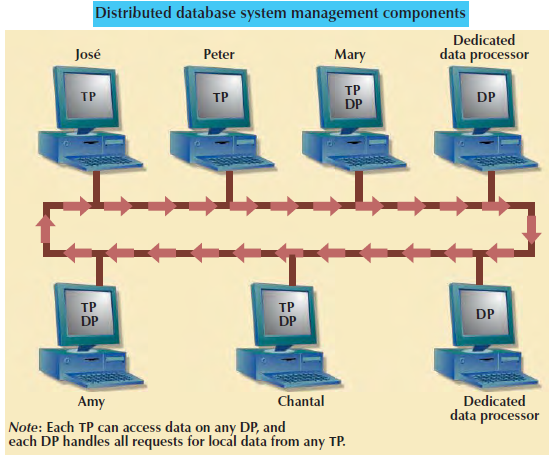 Distributed database system management components
José
Peter
Mary
Dedicated
data processor
TP
TP
TP
DP
DP
TP
DP
TP
DP
DP
Amy
Chantal
Dedicated
data processor
Note: Each TP can access data on any DP, and
each DP handles all requests for local data from any TP.